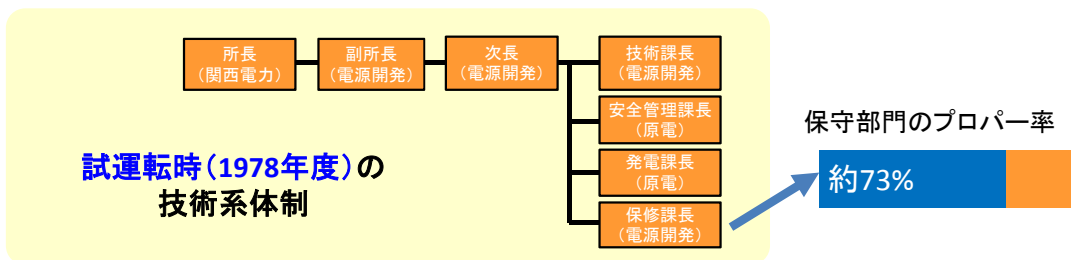 所長
（関西電力）
副所長
（電源開発）
次長
（電源開発）
技術課長
（電源開発）
安全管理課長
（原電）
発電課長
（原電）
保修課長
（電源開発）
試運転時（1978年度）の
技術系体制
保守部門のプロパー率
約73%